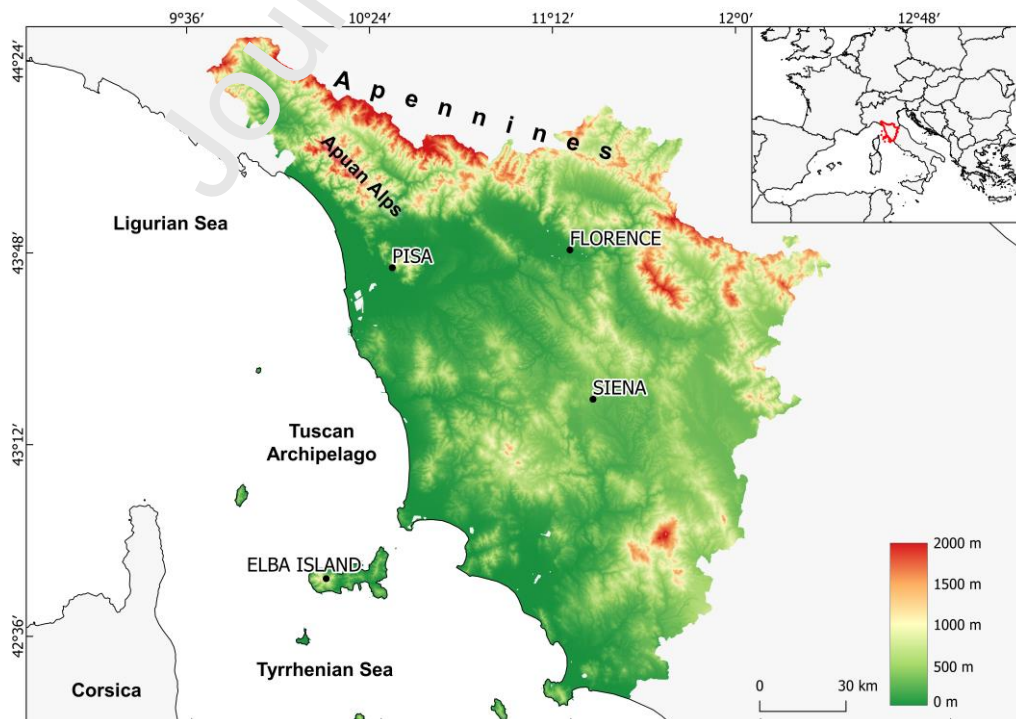 9°36′ 10°24′ 11°12′ 12°0′ 12°48′
44°24′
43°48′
43°12′
42°36′
Jour
Apennines
Apuan Alps
Ligurian Sea
FLORENCE
PISA
SIENA
Tuscan
Archipelago
ELBA ISLAND
Tyrrhenian Sea
Corsica
2000 m
1500 m
1000 m
500 m
0 m
0 30 km